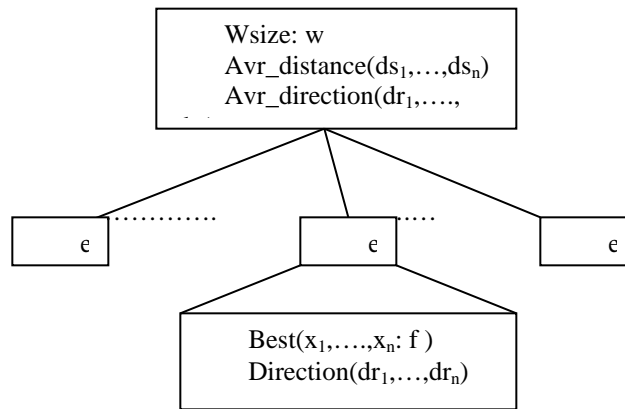 Wsize: w
Avr_distance(ds₁,…,dsₙ)
Avr_direction(dr₁,….,
…………. …..
e e e
Best(x₁,….,xₙ: f )
Direction(dr₁,…,drₙ)